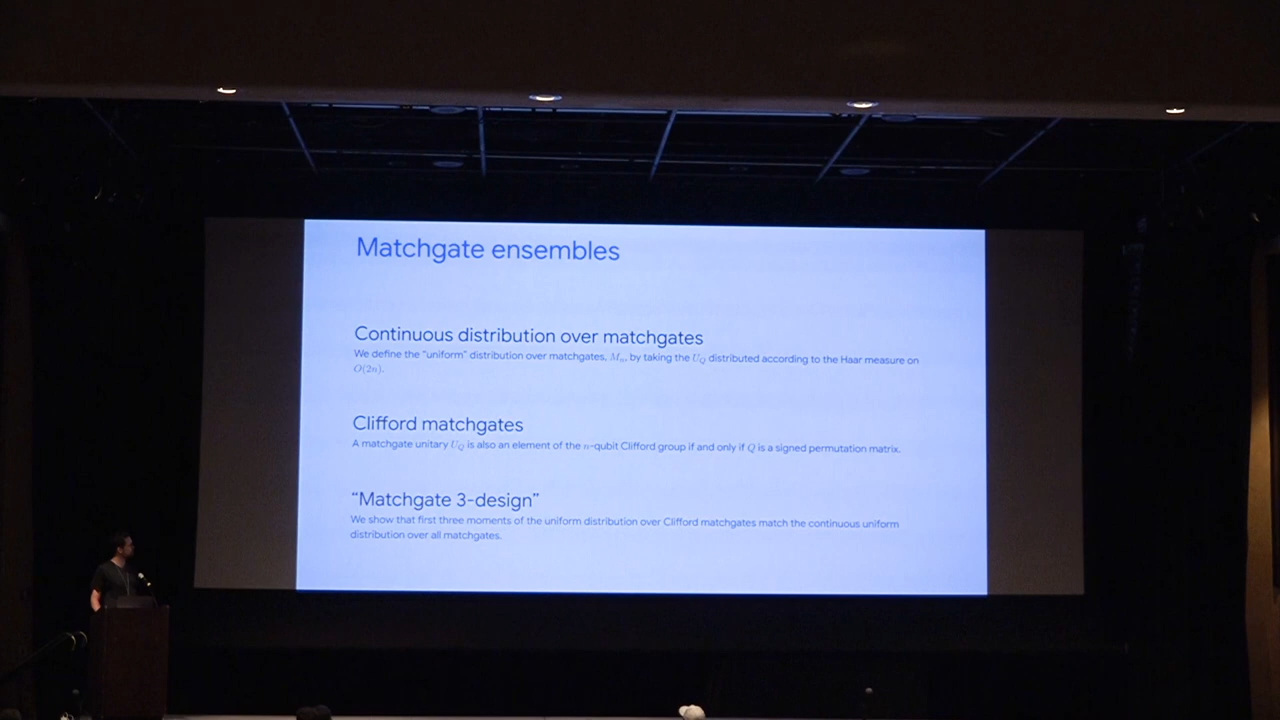 Matchgate ensembles
Continuous distribution over matchgates
We define the “uniform” distribution over matchgates, Mₙ, by taking the U_Q distributed according to the Haar measure on
O(2n).
Clifford matchgates
A matchgate unitary U_Q is also an element of the n-qubit Clifford group if and only if Q is a signed permutation matrix.
“Matchgate 3-design”
We show that first three moments of the uniform distribution over Clifford matchgates match the continuous uniform
distribution over all matchgates.